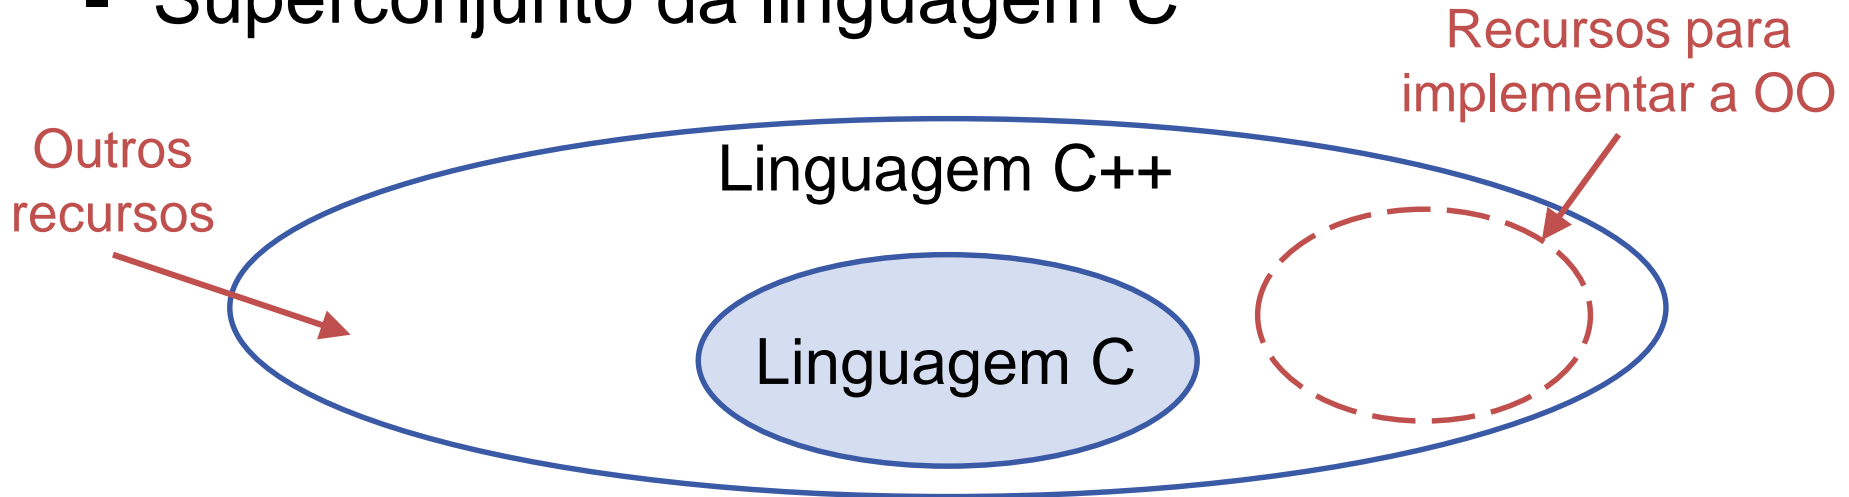 ▪ Superconjunto da linguagem C
Recursos para
implementar a OO
Outros
recursos
Linguagem C++
Linguagem C